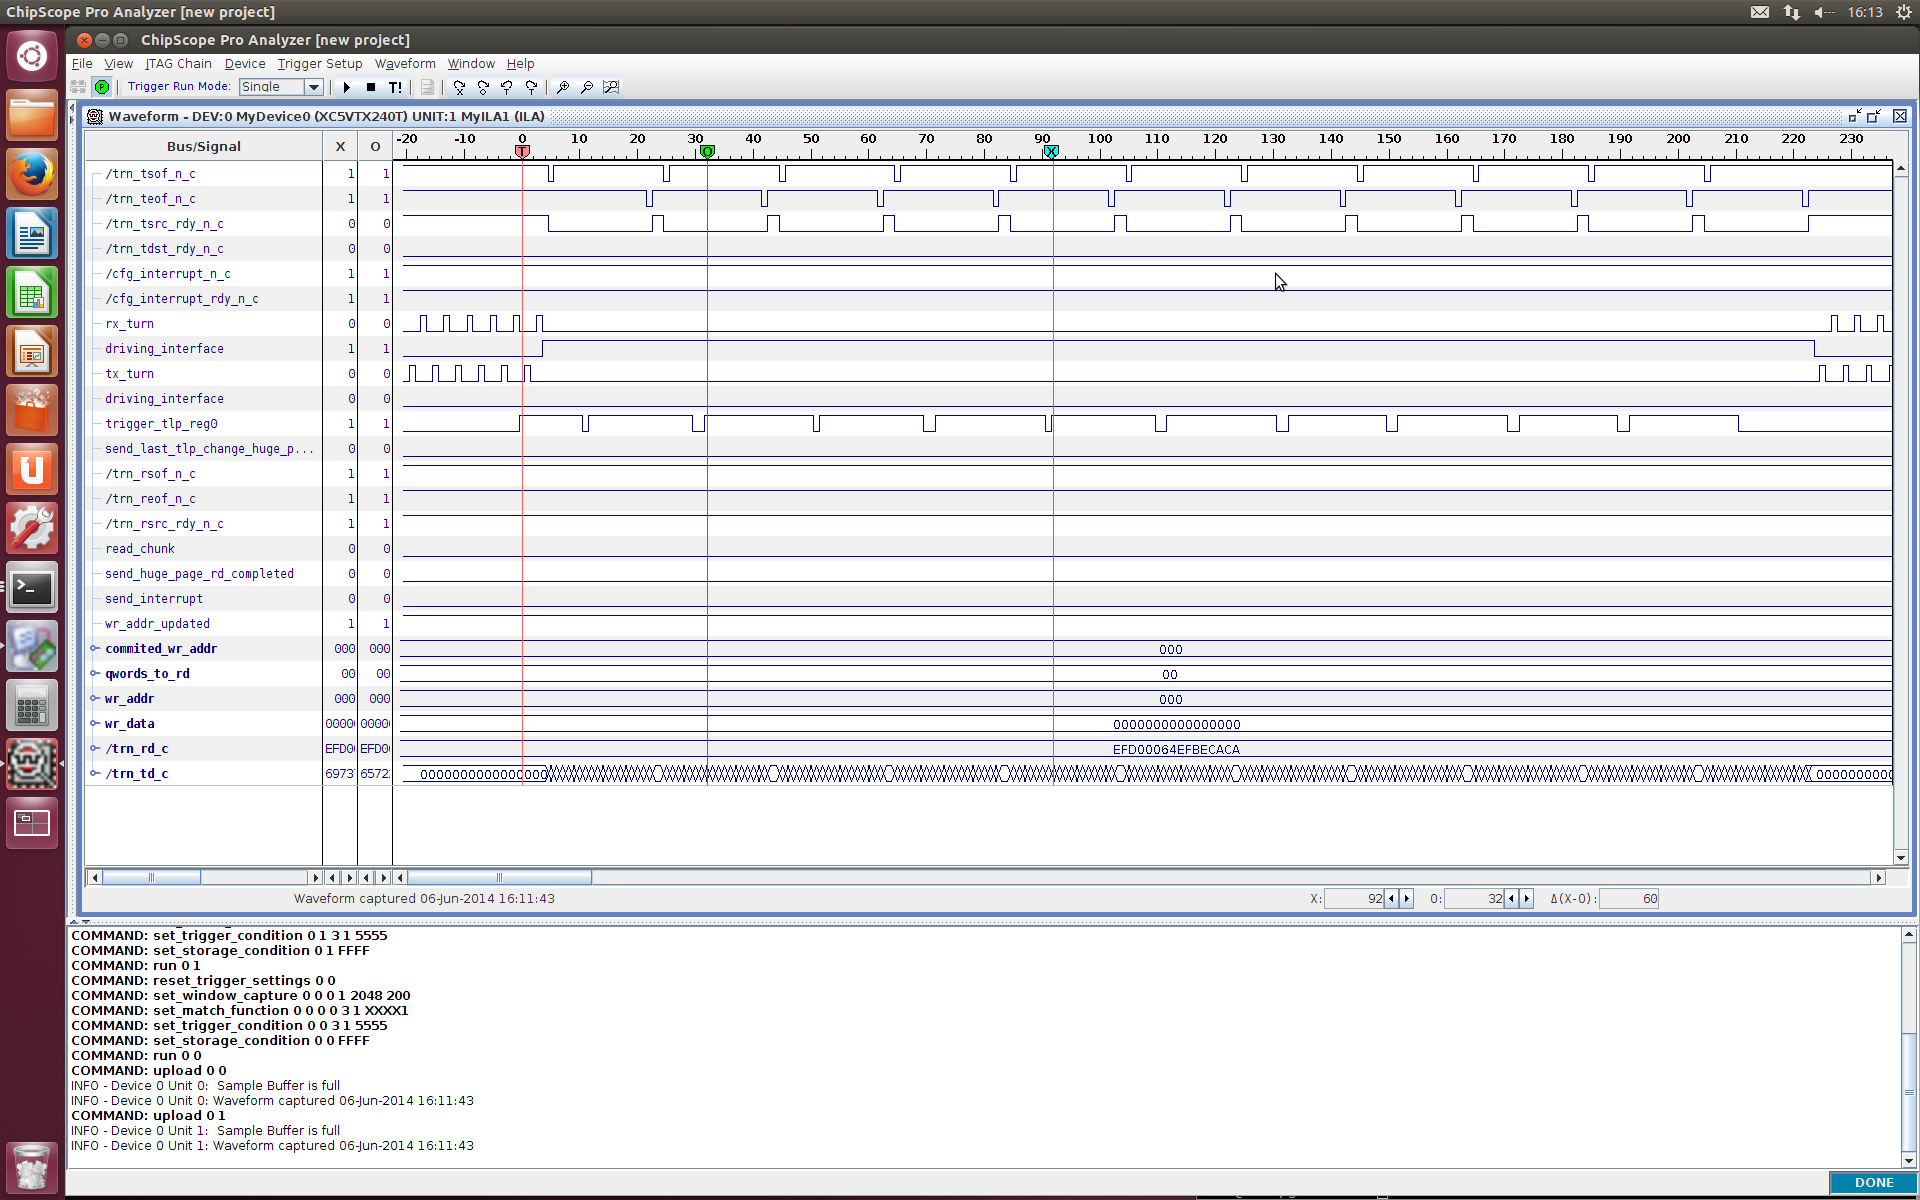 ChipScope Pro Analyzer [new project]
16:13
ChipScope Pro Analyzer [new project]
File View JTAG Chain Device Trigger Setup Waveform Window Help
Trigger Run Mode: Single T!
Waveform - DEV:0 MyDevice0 (XC5VTX240T) UNIT:1 MyILA1 (ILA)
Bus/Signal X O -20 -10 0 10 20 30 40 50 60 70 80 90 100 110 120 130 140 150 160 170 180 190 200 210 220 230
T O X
/trn_tsof_n_c 1 1
/trn_teof_n_c 1 1
/trn_tsrc_rdy_n_c 0 0
/trn_tdst_rdy_n_c 0 0
/cfg_interrupt_n_c 1 1
/cfg_interrupt_rdy_n_c 1 1
rx_turn 0 0
driving_interface 1 1
tx_turn 0 0
driving_interface 0 0
trigger_tlp_reg0 1 1
send_last_tlp_change_huge_p... 0 0
/trn_rsof_n_c 1 1
/trn_reof_n_c 1 1
/trn_rsrc_rdy_n_c 1 1
read_chunk 0 0
send_huge_page_rd_completed 0 0
send_interrupt 0 0
wr_addr_updated 1 1
commited_wr_addr 000 000 000
qwords_to_rd 00 00 00
wr_addr 000 000 000
wr_data 0000 0000 0000000000000000
/trn_rd_c EFD0 EFD0 EFD00064EFBECACA
/trn_td_c 6973 6572 0000000000000000 0000000000
Waveform captured 06-Jun-2014 16:11:43 X: 92 O: 32 Δ(X-O): 60
COMMAND: set_trigger_condition 0 1 3 1 5555
COMMAND: set_storage_condition 0 1 FFFF
COMMAND: run 0 1
COMMAND: reset_trigger_settings 0 0
COMMAND: set_window_capture 0 0 0 1 2048 200
COMMAND: set_match_function 0 0 0 0 3 1 XXXX1
COMMAND: set_trigger_condition 0 0 3 1 5555
COMMAND: set_storage_condition 0 0 FFFF
COMMAND: run 0 0
COMMAND: upload 0 0
INFO - Device 0 Unit 0: Sample Buffer is full
INFO - Device 0 Unit 0: Waveform captured 06-Jun-2014 16:11:43
COMMAND: upload 0 1
INFO - Device 0 Unit 1: Sample Buffer is full
INFO - Device 0 Unit 1: Waveform captured 06-Jun-2014 16:11:43
DONE